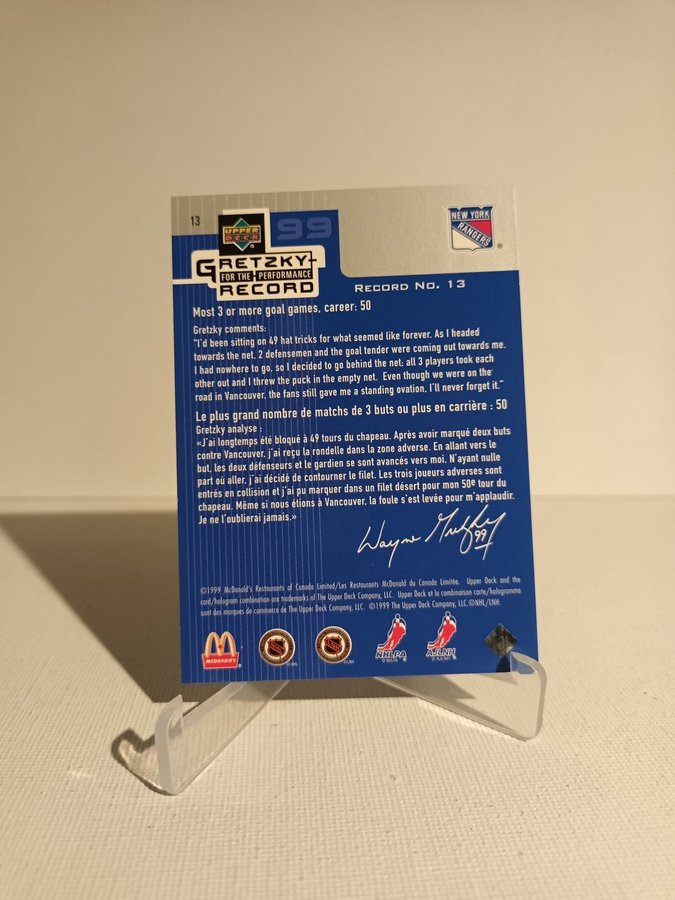 13
UPPER
DECK
99
NEW YORK
RANGERS
GRETZKY
FOR THE PERFORMANCE
RECORD
RECORD No. 13
Most 3 or more goal games, career: 50
Gretzky comments:
"I'd been sitting on 49 hat tricks for what seemed like forever. As I headed
towards the net, 2 defensemen and the goal tender were coming out towards me.
I had nowhere to go, so I decided to go behind the net; all 3 players took each
other out and I threw the puck in the empty net. Even though we were on the
road in Vancouver, the fans still gave me a standing ovation. I'll never forget it."
Le plus grand nombre de matchs de 3 buts ou plus en carrière : 50
Gretzky analyse :
«J'ai longtemps été bloqué à 49 tours du chapeau. Après avoir marqué deux buts
contre Vancouver, j'ai reçu la rondelle dans la zone adverse. En allant vers le
but, les deux défenseurs et le gardien se sont avancés vers moi. N'ayant nulle
part où aller, j'ai décidé de contourner le filet. Les trois joueurs adverses sont
entrés en collision et j'ai pu marquer dans un filet désert pour mon 50e tour du
chapeau. Même si nous étions à Vancouver, la foule s'est levée pour m'applaudir.
Je ne l'oublierai jamais.»
Wayne Gretzky
99
©1999 McDonald's Restaurants of Canada Limited/Les Restaurants McDonald du Canada Limitée. Upper Deck and the
card/hologram combination are trademarks of The Upper Deck Company, LLC. Upper Deck et la combinaison carte/hologramme
sont des marques de commerce de The Upper Deck Company, LLC. ©1999 The Upper Deck Company, LLC ©NHL/LNH.
McDONALD'S
NHLPA
AJLNH